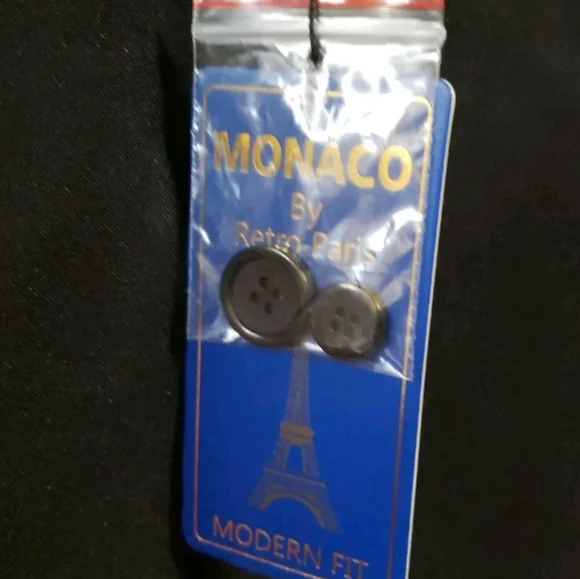 MONACO
By
Retro Paris
MODERN FIT